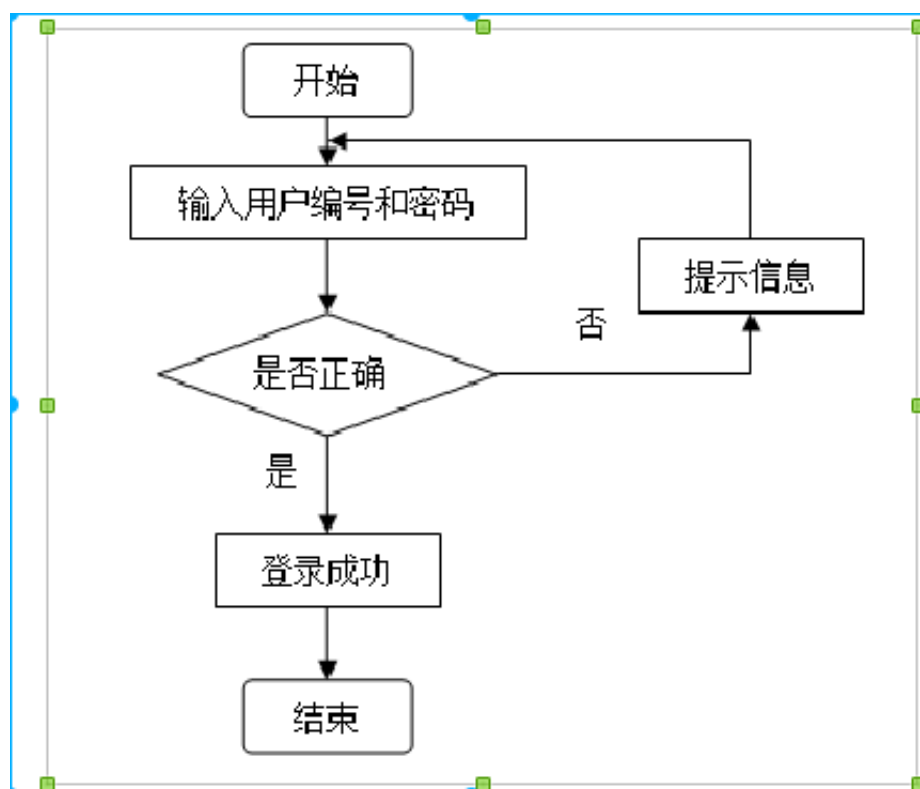 开始
输入用户编号和密码
提示信息
否
是否正确
是
登录成功
结束